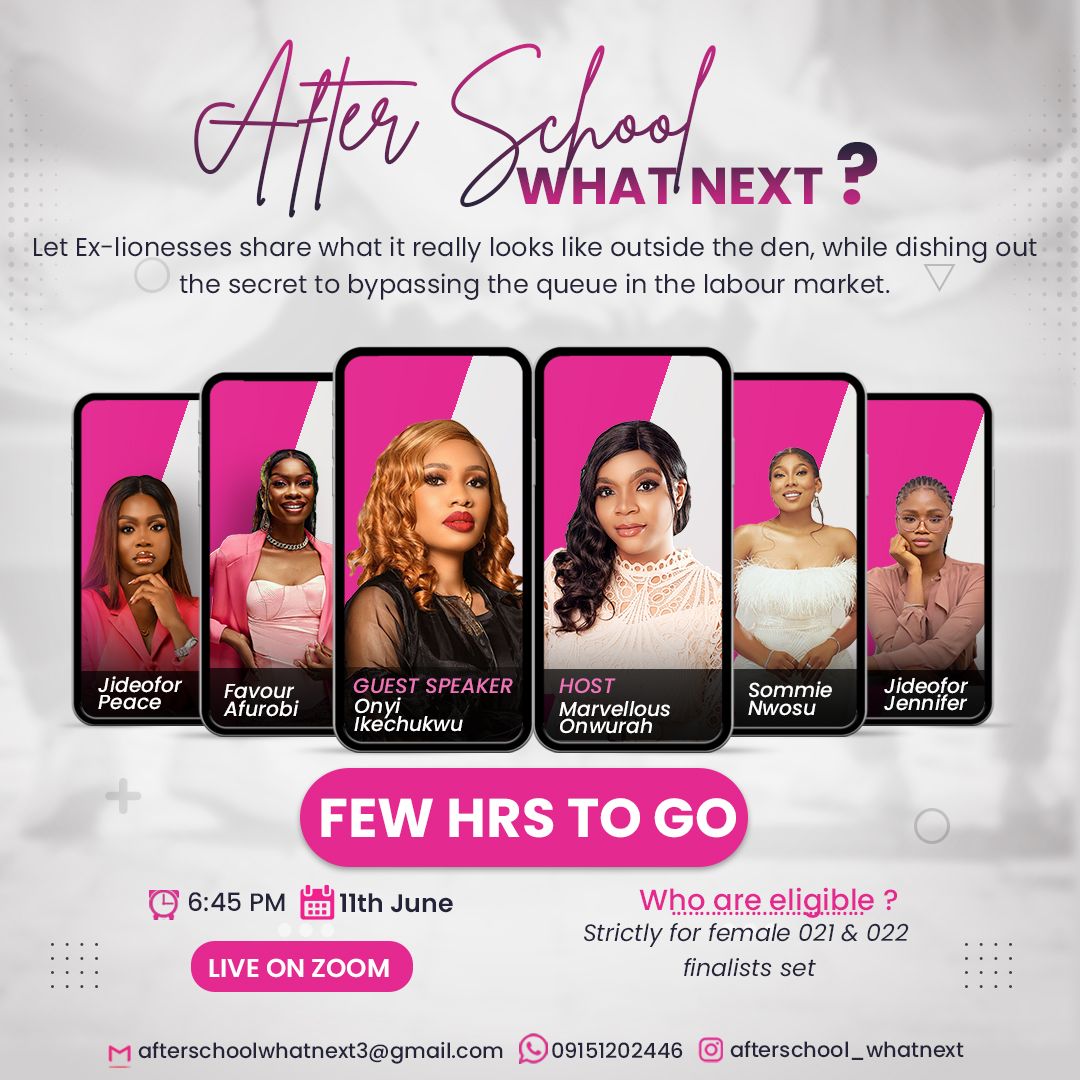 After School
WHAT NEXT ?
Let Ex-lionesses share what it really looks like outside the den, while dishing out
the secret to bypassing the queue in the labour market.
Jideofor
Peace
Favour
Afurobi
GUEST SPEAKER
Onyi
Ikechukwu
HOST
Marvellous
Onwurah
Sommie
Nwosu
Jideofor
Jennifer
FEW HRS TO GO
6:45 PM 11th June
LIVE ON ZOOM
Who are eligible ?
Strictly for female 021 & 022
finalists set
afterschoolwhatnext3@gmail.com 09151202446 afterschool_whatnext